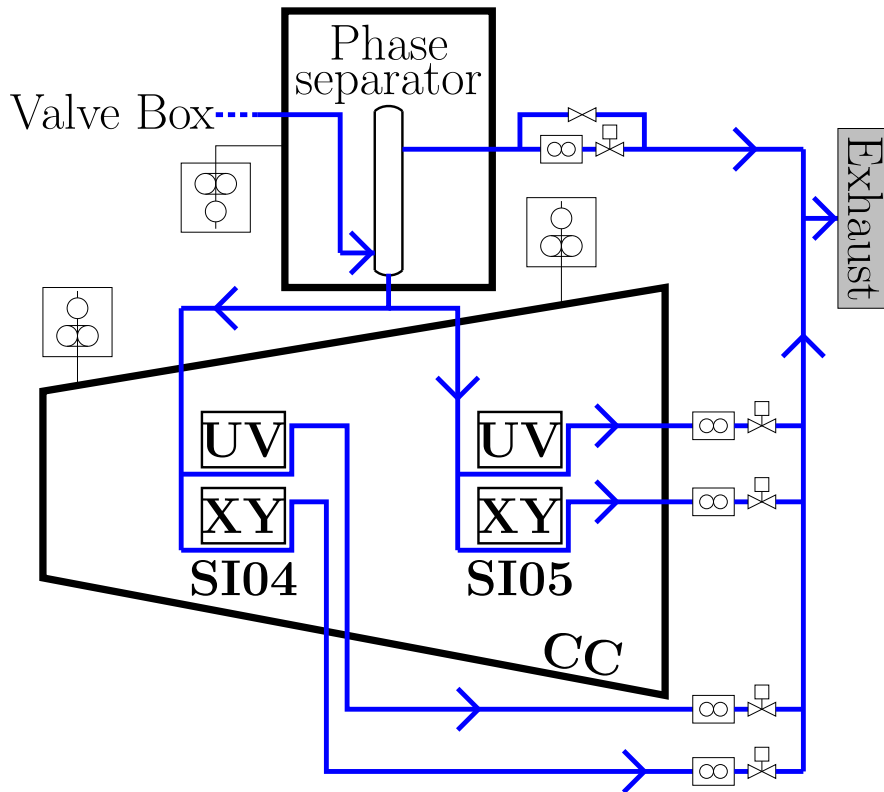 Phase
separator
Valve Box
Exhaust
UV
UV
XY
XY
SI04
SI05
CC